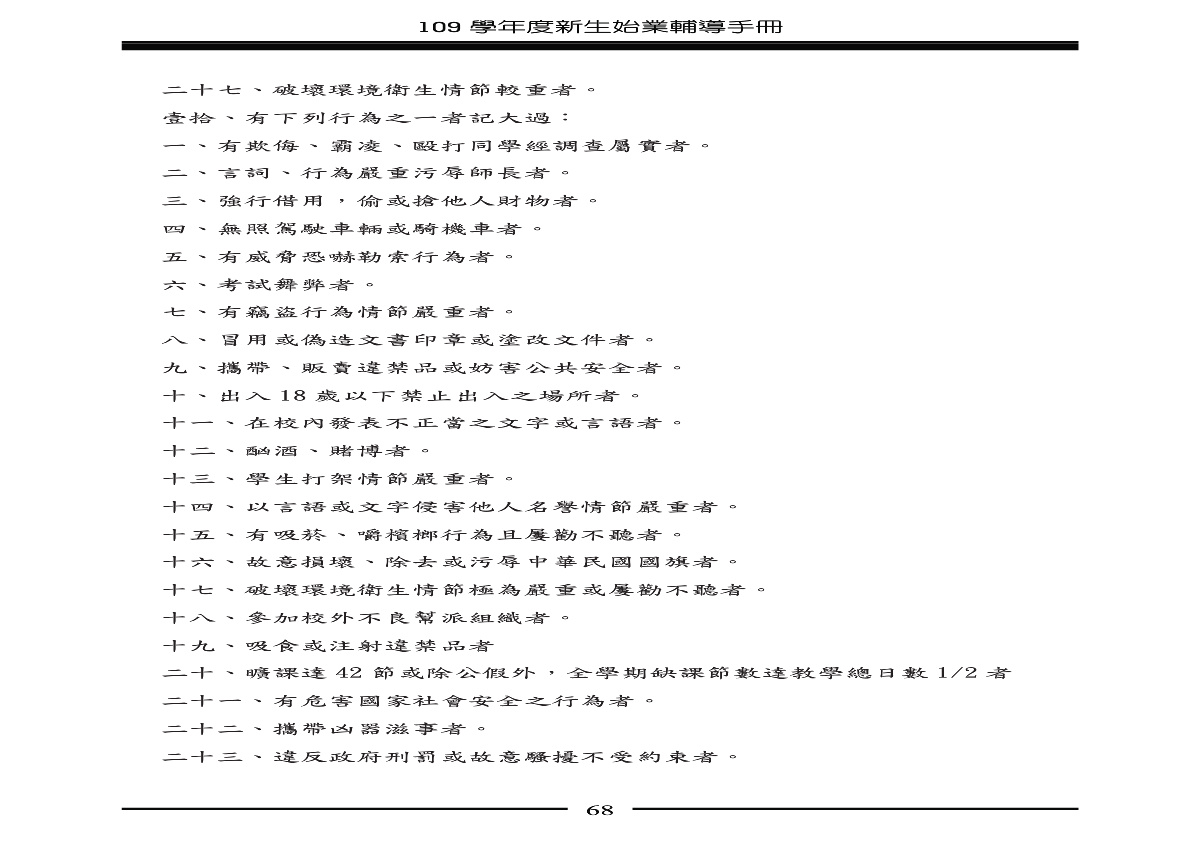 109 學年度新生始業輔導手冊
二十七、破壞環境衛生情節較重者。
壹拾、有下列行為之一者記大過：
一、有欺侮、霸凌、毆打同學經調查屬實者。
二、言詞、行為嚴重污辱師長者。
三、強行借用，偷或搶他人財物者。
四、無照駕駛車輛或騎機車者。
五、有威脅恐嚇勒索行為者。
六、考試舞弊者。
七、有竊盜行為情節嚴重者。
八、冒用或偽造文書印章或塗改文件者。
九、攜帶、販賣違禁品或妨害公共安全者。
十、出入 18 歲以下禁止出入之場所者。
十一、在校內發表不正當之文字或言語者。
十二、酗酒、賭博者。
十三、學生打架情節嚴重者。
十四、以言語或文字侵害他人名譽情節嚴重者。
十五、有吸菸、嚼檳榔行為且屢勸不聽者。
十六、故意損壞、除去或污辱中華民國國旗者。
十七、破壞環境衛生情節極為嚴重或屢勸不聽者。
十八、參加校外不良幫派組織者。
十九、吸食或注射違禁品者
二十、曠課達 42 節或除公假外，全學期缺課節數達教學總日數 1/2 者
二十一、有危害國家社會安全之行為者。
二十二、攜帶凶器滋事者。
二十三、違反政府刑罰或故意騷擾不受約束者。
68